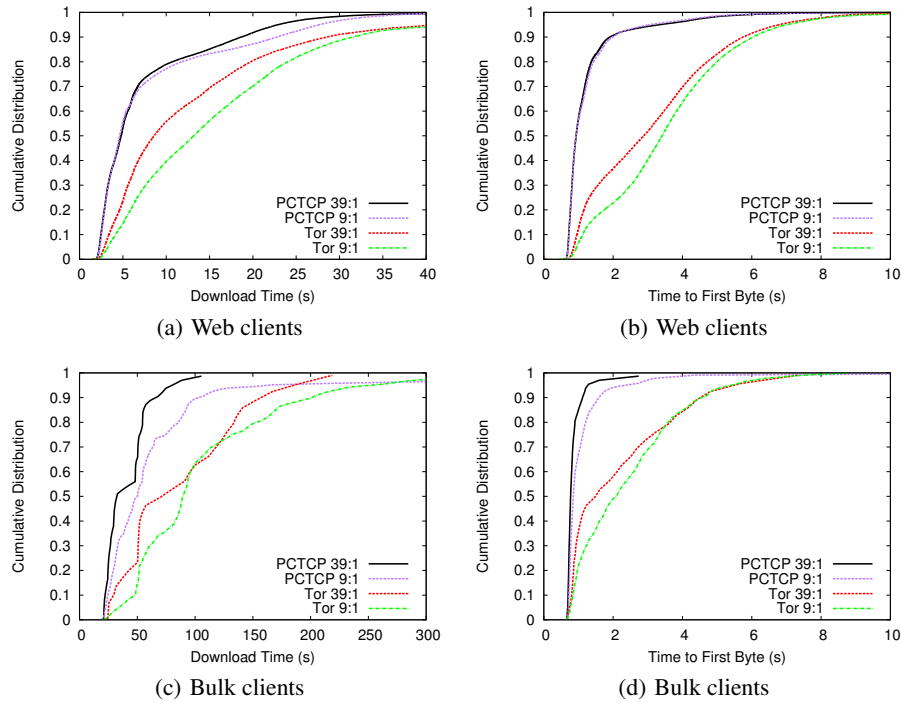 Cumulative Distribution
1
0.9
0.8
0.7
0.6
0.5
0.4
0.3
0.2
0.1
0
PCTCP 39:1
PCTCP 9:1
Tor 39:1
Tor 9:1
0 5 10 15 20 25 30 35 40
Download Time (s)
(a) Web clients
Cumulative Distribution
1
0.9
0.8
0.7
0.6
0.5
0.4
0.3
0.2
0.1
0
PCTCP 39:1
PCTCP 9:1
Tor 39:1
Tor 9:1
0 2 4 6 8 10
Time to First Byte (s)
(b) Web clients
Cumulative Distribution
1
0.9
0.8
0.7
0.6
0.5
0.4
0.3
0.2
0.1
0
PCTCP 39:1
PCTCP 9:1
Tor 39:1
Tor 9:1
0 50 100 150 200 250 300
Download Time (s)
(c) Bulk clients
Cumulative Distribution
1
0.9
0.8
0.7
0.6
0.5
0.4
0.3
0.2
0.1
0
PCTCP 39:1
PCTCP 9:1
Tor 39:1
Tor 9:1
0 2 4 6 8 10
Time to First Byte (s)
(d) Bulk clients